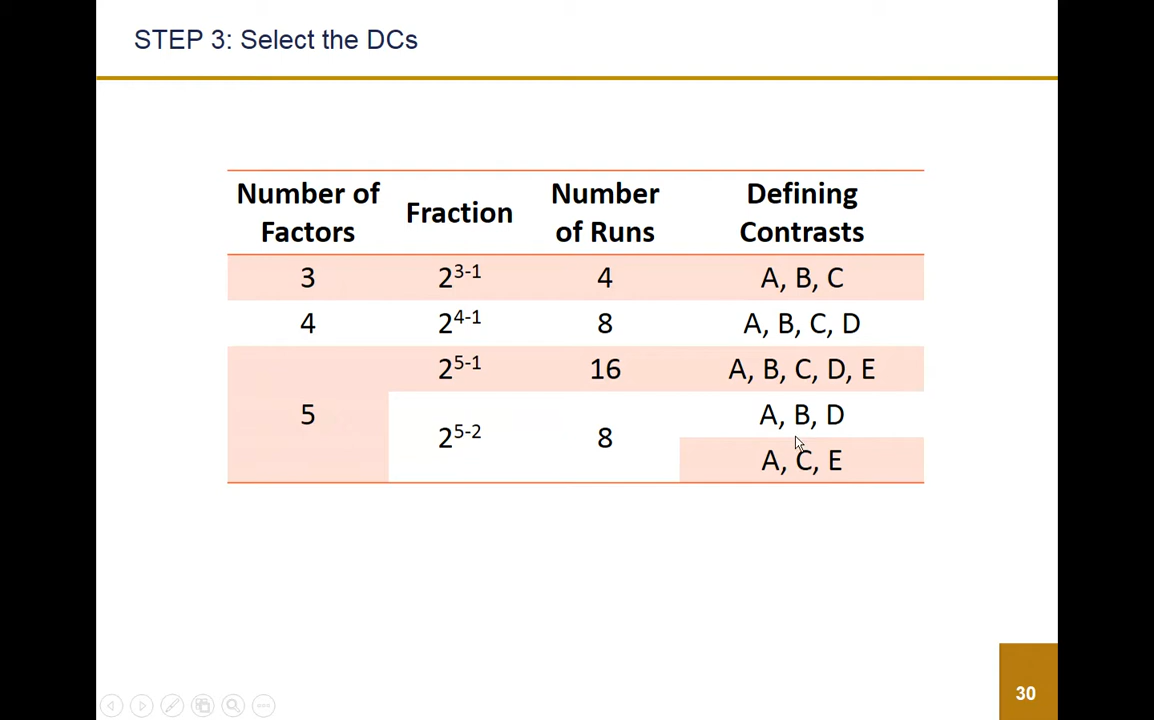 STEP 3: Select the DCs
Number of Factors Fraction Number of Runs Defining Contrasts
3 2^3-1 4 A, B, C
4 2^4-1 8 A, B, C, D
5 2^5-1 16 A, B, C, D, E
2^5-2 8 A, B, D
A, C, E
30